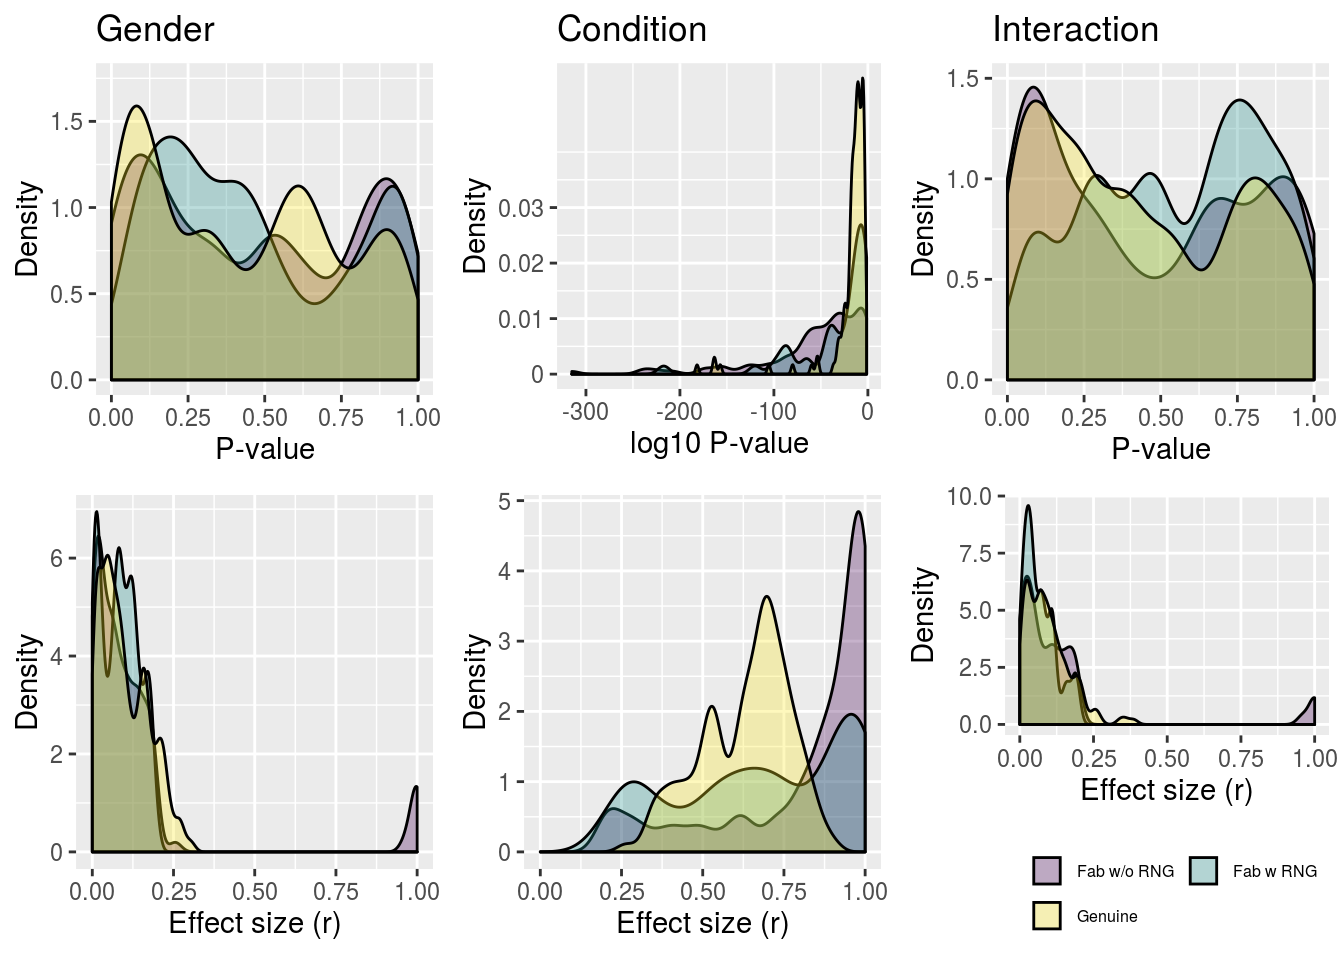 Gender
Condition
Interaction
Density
1.5
1.0
0.5
0.0
0.00 0.25 0.50 0.75 1.00
P-value
Density
0.03
0.02
0.01
0
-300 -200 -100 0
log10 P-value
Density
1.5
1.0
0.5
0.0
0.00 0.25 0.50 0.75 1.00
P-value
Density
6
4
2
0
0.00 0.25 0.50 0.75 1.00
Effect size (r)
Density
5
4
3
2
1
0
0.00 0.25 0.50 0.75 1.00
Effect size (r)
Density
10.0
7.5
5.0
2.5
0.0
0.00 0.25 0.50 0.75 1.00
Effect size (r)
Fab w/o RNG Fab w RNG
Genuine